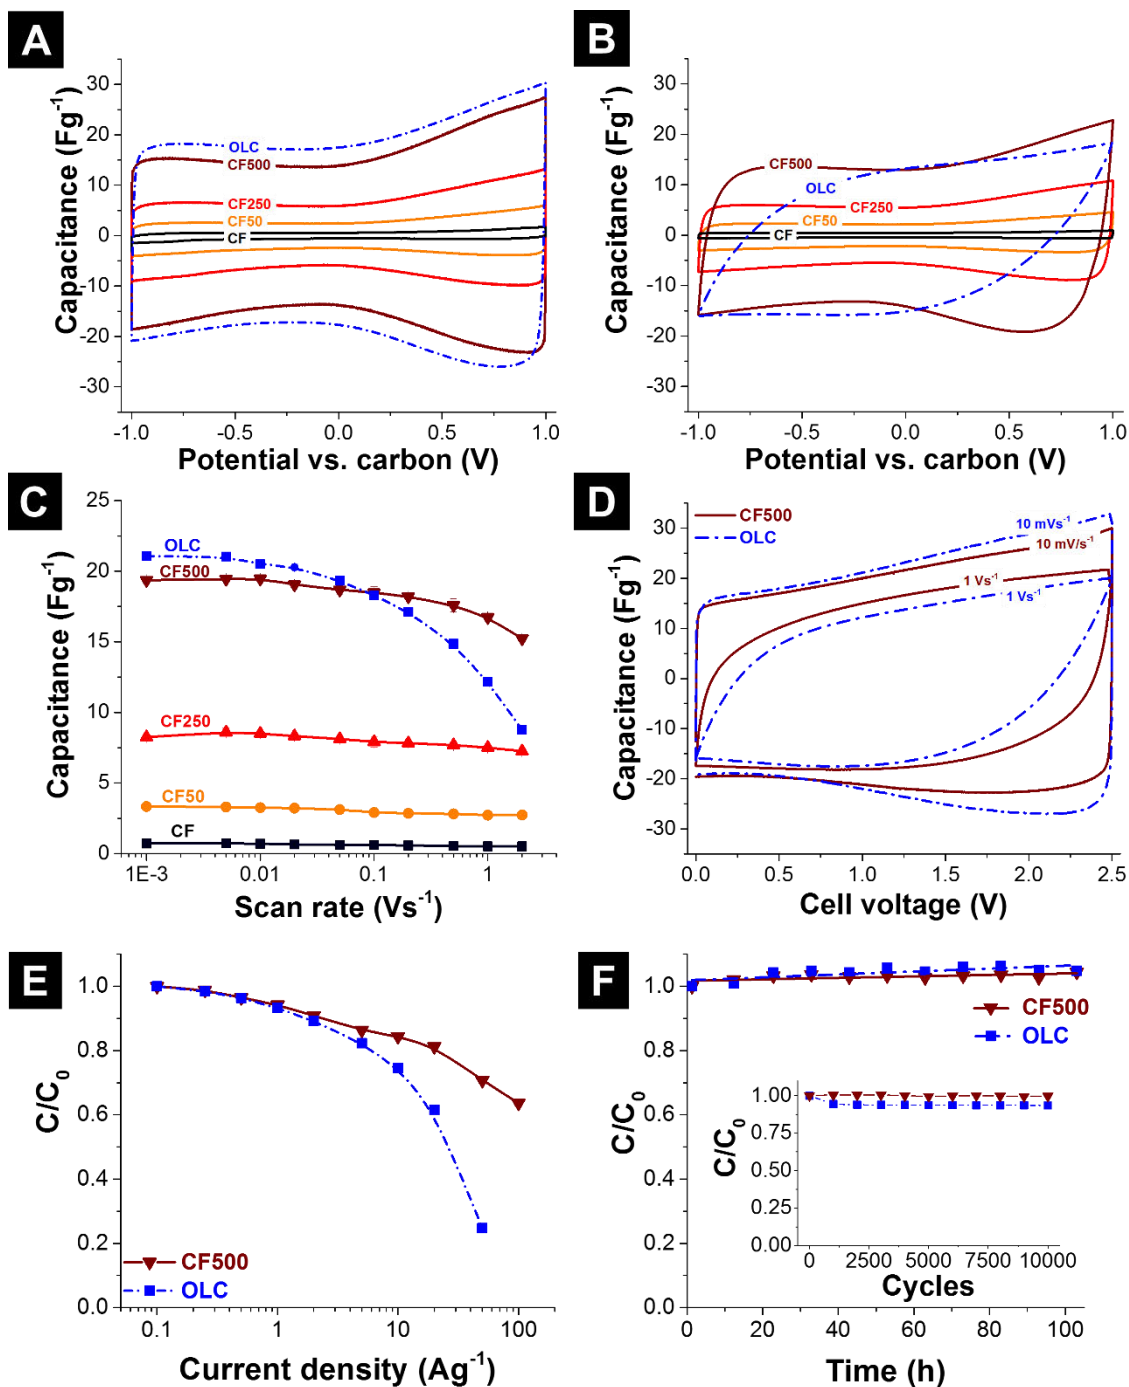 A
Capacitance (Fg-1)
30
20
10
0
-10
-20
-30
OLC
CF500
CF250
CF50
CF
-1.0 -0.5 0.0 0.5 1.0
Potential vs. carbon (V)
B
Capacitance (Fg-1)
30
20
10
0
-10
-20
-30
CF500
OLC
CF250
CF50
CF
-1.0 -0.5 0.0 0.5 1.0
Potential vs. carbon (V)
C
Capacitance (Fg-1)
25
20
15
10
5
0
OLC
CF500
CF250
CF50
CF
1E-3 0.01 0.1 1
Scan rate (Vs-1)
D
Capacitance (Fg-1)
30
20
10
0
-10
-20
-30
CF500
OLC
10 mVs-1
10 mV/s-1
1 Vs-1
1 Vs-1
0.0 0.5 1.0 1.5 2.0 2.5
Cell voltage (V)
E
C/C0
1.0
0.8
0.6
0.4
0.2
0.0
CF500
OLC
0.1 1 10 100
Current density (Ag-1)
F
C/C0
1.0
0.8
0.6
0.4
0.2
0.0
CF500
OLC
C/C0
1.00
0.75
0.50
0.25
0.00
0 2500 5000 7500 10000
Cycles
0 20 40 60 80 100
Time (h)